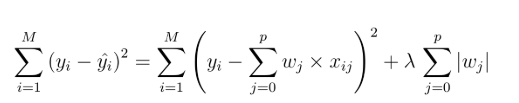 \sum_{i=1}^{M} (y_i - \hat{y_i})^2 = \sum_{i=1}^{M} \left( y_i - \sum_{j=0}^{p} w_j \times x_{ij} \right)^2 + \lambda \sum_{j=0}^{p} |w_j|